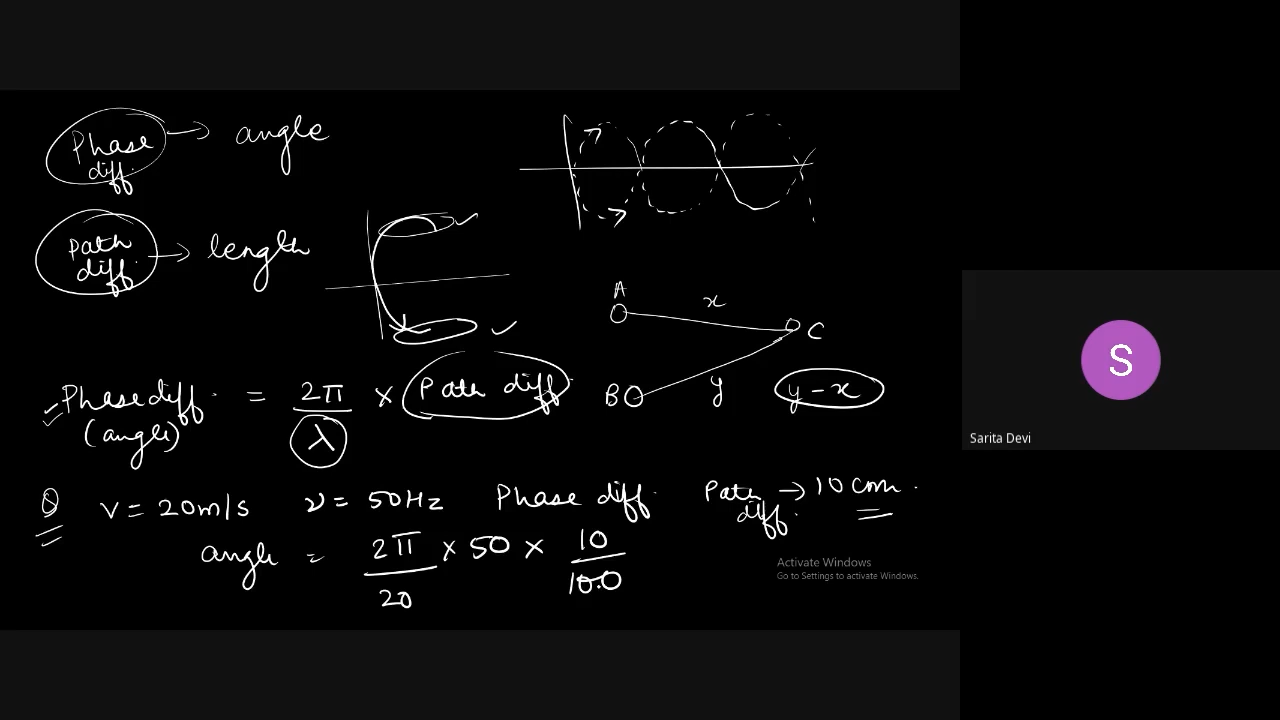 Phase diff. → angle
Path diff. → length
A
x
C
B
y
y - x
Phase diff. = 2π/λ × Path diff.
(angle)
Q v = 20m/s ν = 50Hz Phase diff. Path diff. → 10 cm.
angle = 2π/20 × 50 × 10/100
Activate Windows
Go to Settings to activate Windows.
S
Sarita Devi